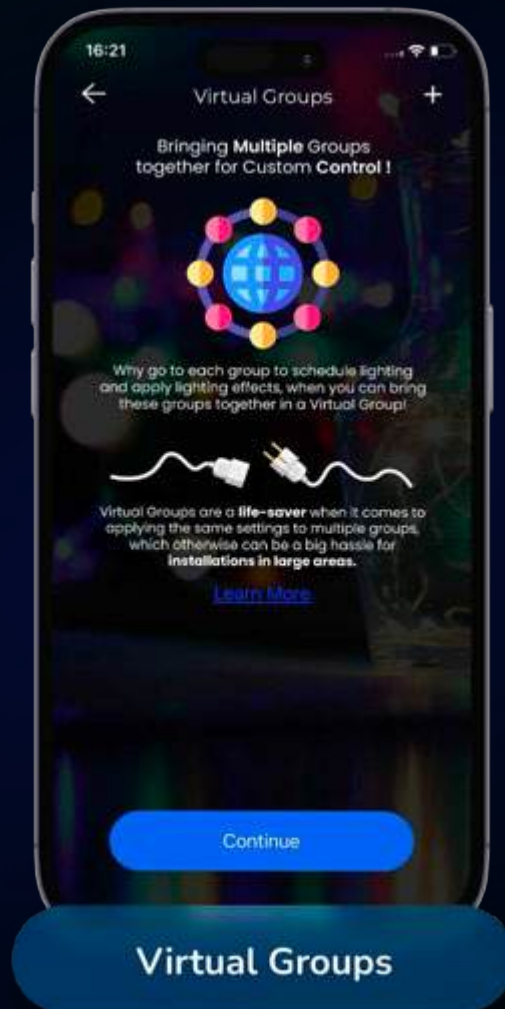 16:21
Virtual Groups +
Bringing Multiple Groups
together for Custom Control !
Why go to each group to schedule lighting
and apply lighting effects, when you can bring
these groups together in a Virtual Group!
Virtual Groups are a life-saver when it comes to
applying the same settings to multiple groups,
which otherwise can be a big hassle for
installations in large areas.
Learn More
Continue
Virtual Groups